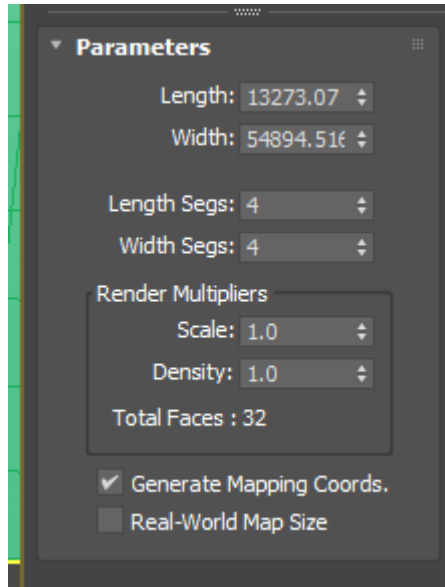 Parameters
Length: 13273.07
Width: 54894.516
Length Segs: 4
Width Segs: 4
Render Multipliers
Scale: 1.0
Density: 1.0
Total Faces : 32
Generate Mapping Coords.
Real-World Map Size